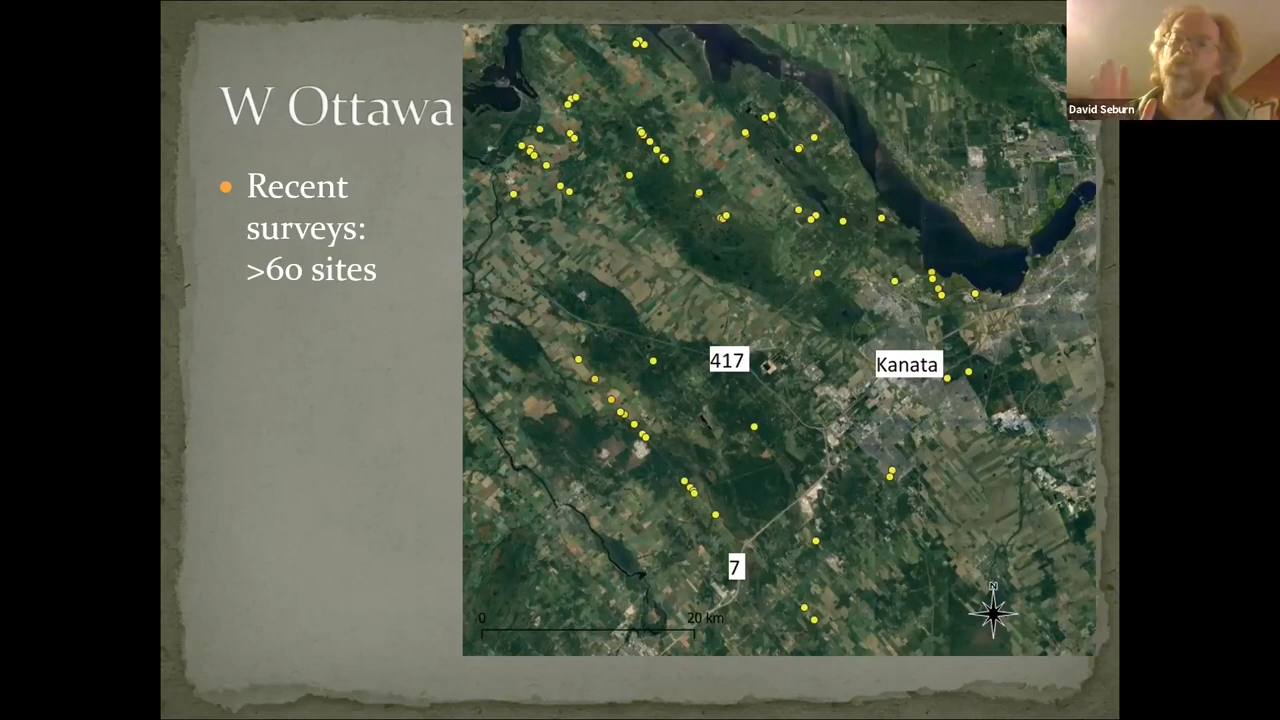 W Ottawa
Recent
surveys:
>60 sites
417
Kanata
7
N
0
20 km
David Seburn